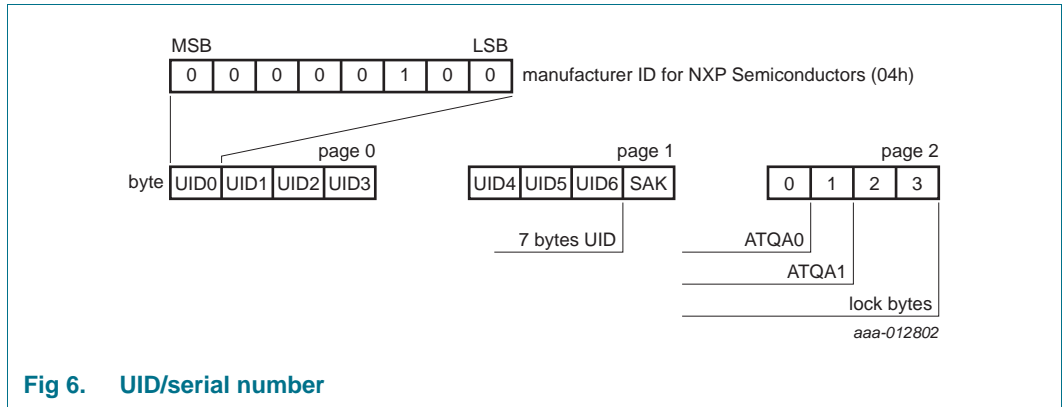 MSB LSB
0 0 0 0 0 1 0 0 manufacturer ID for NXP Semiconductors (04h)
page 0 page 1 page 2
byte UID0 UID1 UID2 UID3 UID4 UID5 UID6 SAK 0 1 2 3
7 bytes UID ATQA0
ATQA1
lock bytes
aaa-012802
Fig 6. UID/serial number